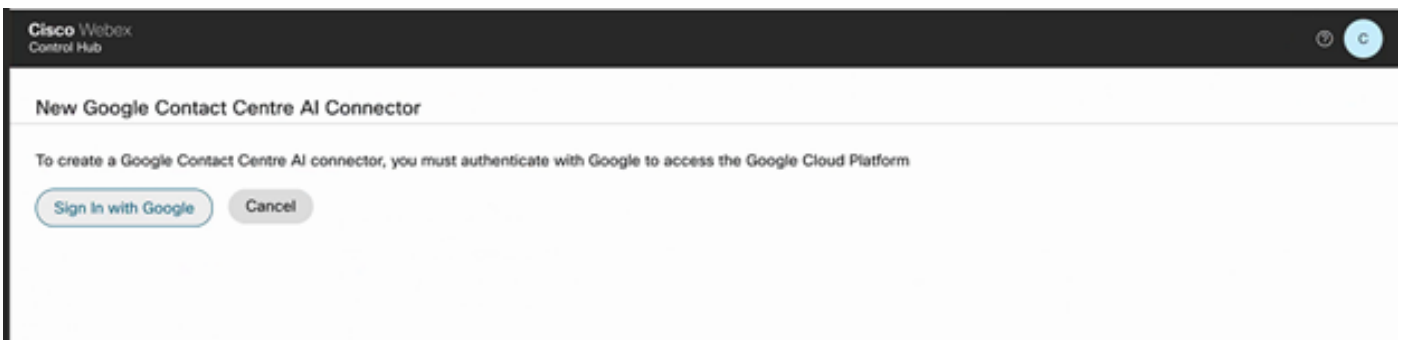 Cisco Webex
Control Hub
C
New Google Contact Centre AI Connector
To create a Google Contact Centre AI connector, you must authenticate with Google to access the Google Cloud Platform
Sign In with Google
Cancel